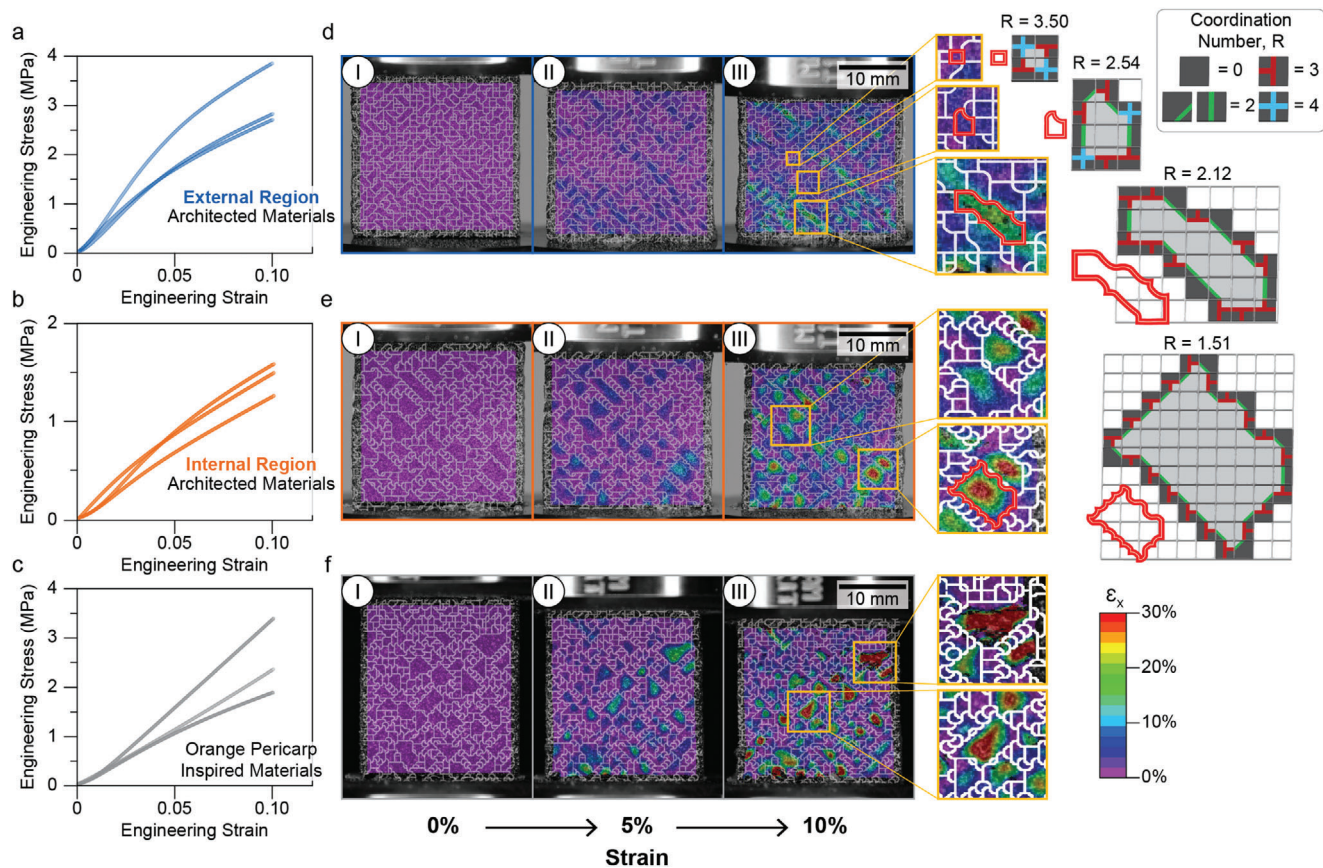 a
4
3
2
1
0
Engineering Stress (MPa)
External Region
Architected Materials
0
0.05
0.10
Engineering Strain
b
2
1
0
Engineering Stress (MPa)
Internal Region
Architected Materials
0
0.05
0.10
Engineering Strain
c
4
3
2
1
0
Engineering Stress (MPa)
Orange Pericarp
Inspired Materials
0
0.05
0.10
Engineering Strain
d
I
II
III
10 mm
e
I
II
III
10 mm
f
I
II
III
10 mm
0%
5%
10%
Strain
R = 3.50
R = 2.54
R = 2.12
R = 1.51
Coordination
Number, R
= 0
= 3
= 2
= 4
εx
30%
20%
10%
0%